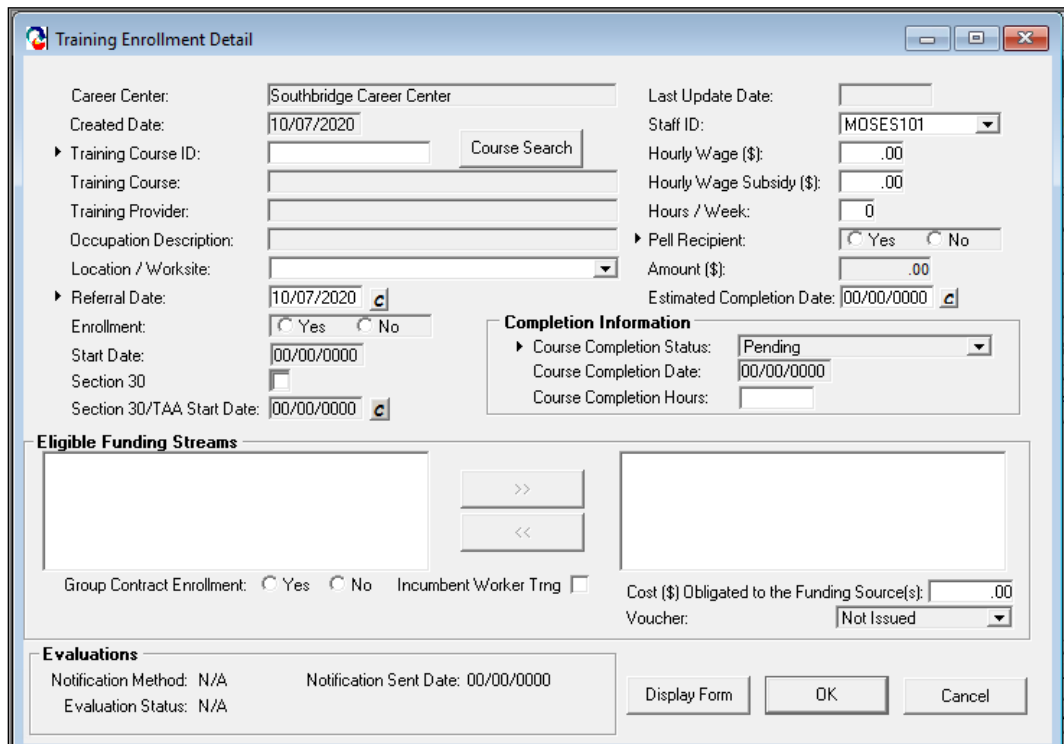 Training Enrollment Detail
Career Center: Southbridge Career Center
Created Date: 10/07/2020
Training Course ID: Course Search
Training Course:
Training Provider:
Occupation Description:
Location / Worksite:
Referral Date: 10/07/2020 c
Enrollment: Yes No
Start Date: 00/00/0000
Section 30
Section 30/TAA Start Date: 00/00/0000 c
Last Update Date:
Staff ID: MOSES101
Hourly Wage ($): .00
Hourly Wage Subsidy ($): .00
Hours / Week: 0
Pell Recipient: Yes No
Amount ($): .00
Estimated Completion Date: 00/00/0000 c
Completion Information
Course Completion Status: Pending
Course Completion Date: 00/00/0000
Course Completion Hours:
Eligible Funding Streams
>>
<<
Group Contract Enrollment: Yes No Incumbent Worker Trng
Cost ($) Obligated to the Funding Source(s): .00
Voucher: Not Issued
Evaluations
Notification Method: N/A Notification Sent Date: 00/00/0000
Evaluation Status: N/A
Display Form OK Cancel